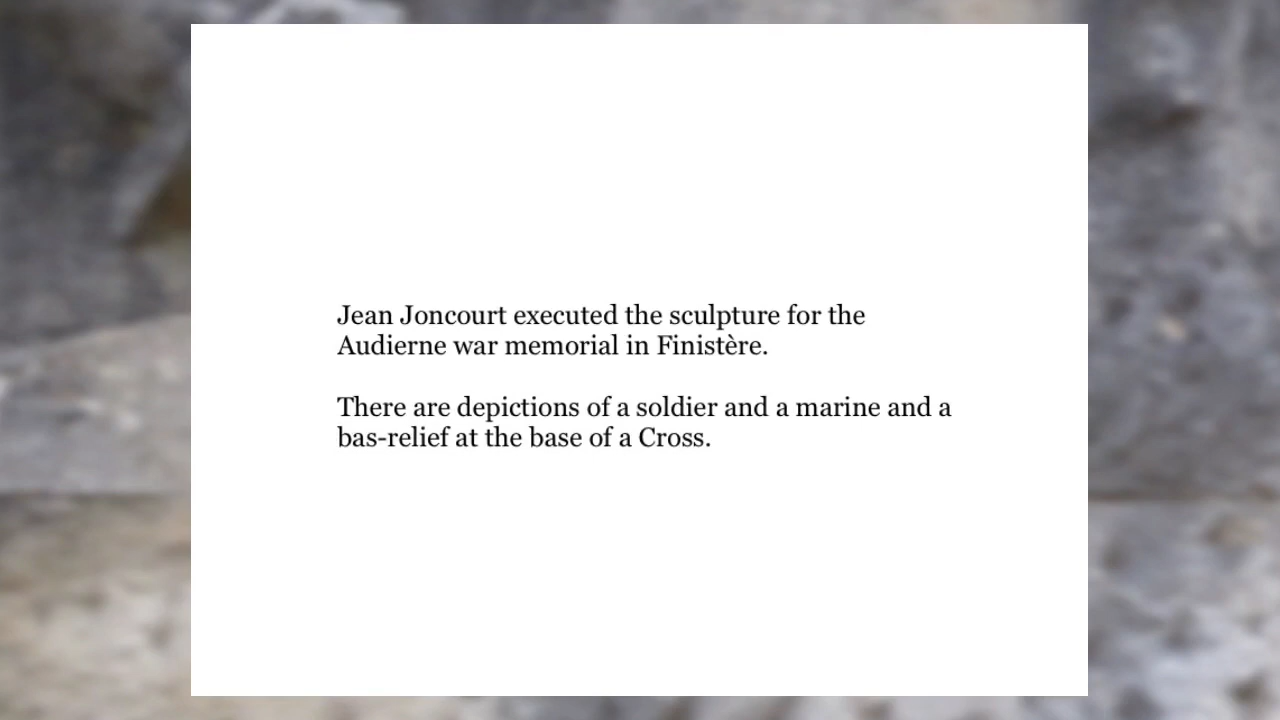 Jean Joncourt executed the sculpture for the
Audierne war memorial in Finistère.
There are depictions of a soldier and a marine and a
bas-relief at the base of a Cross.